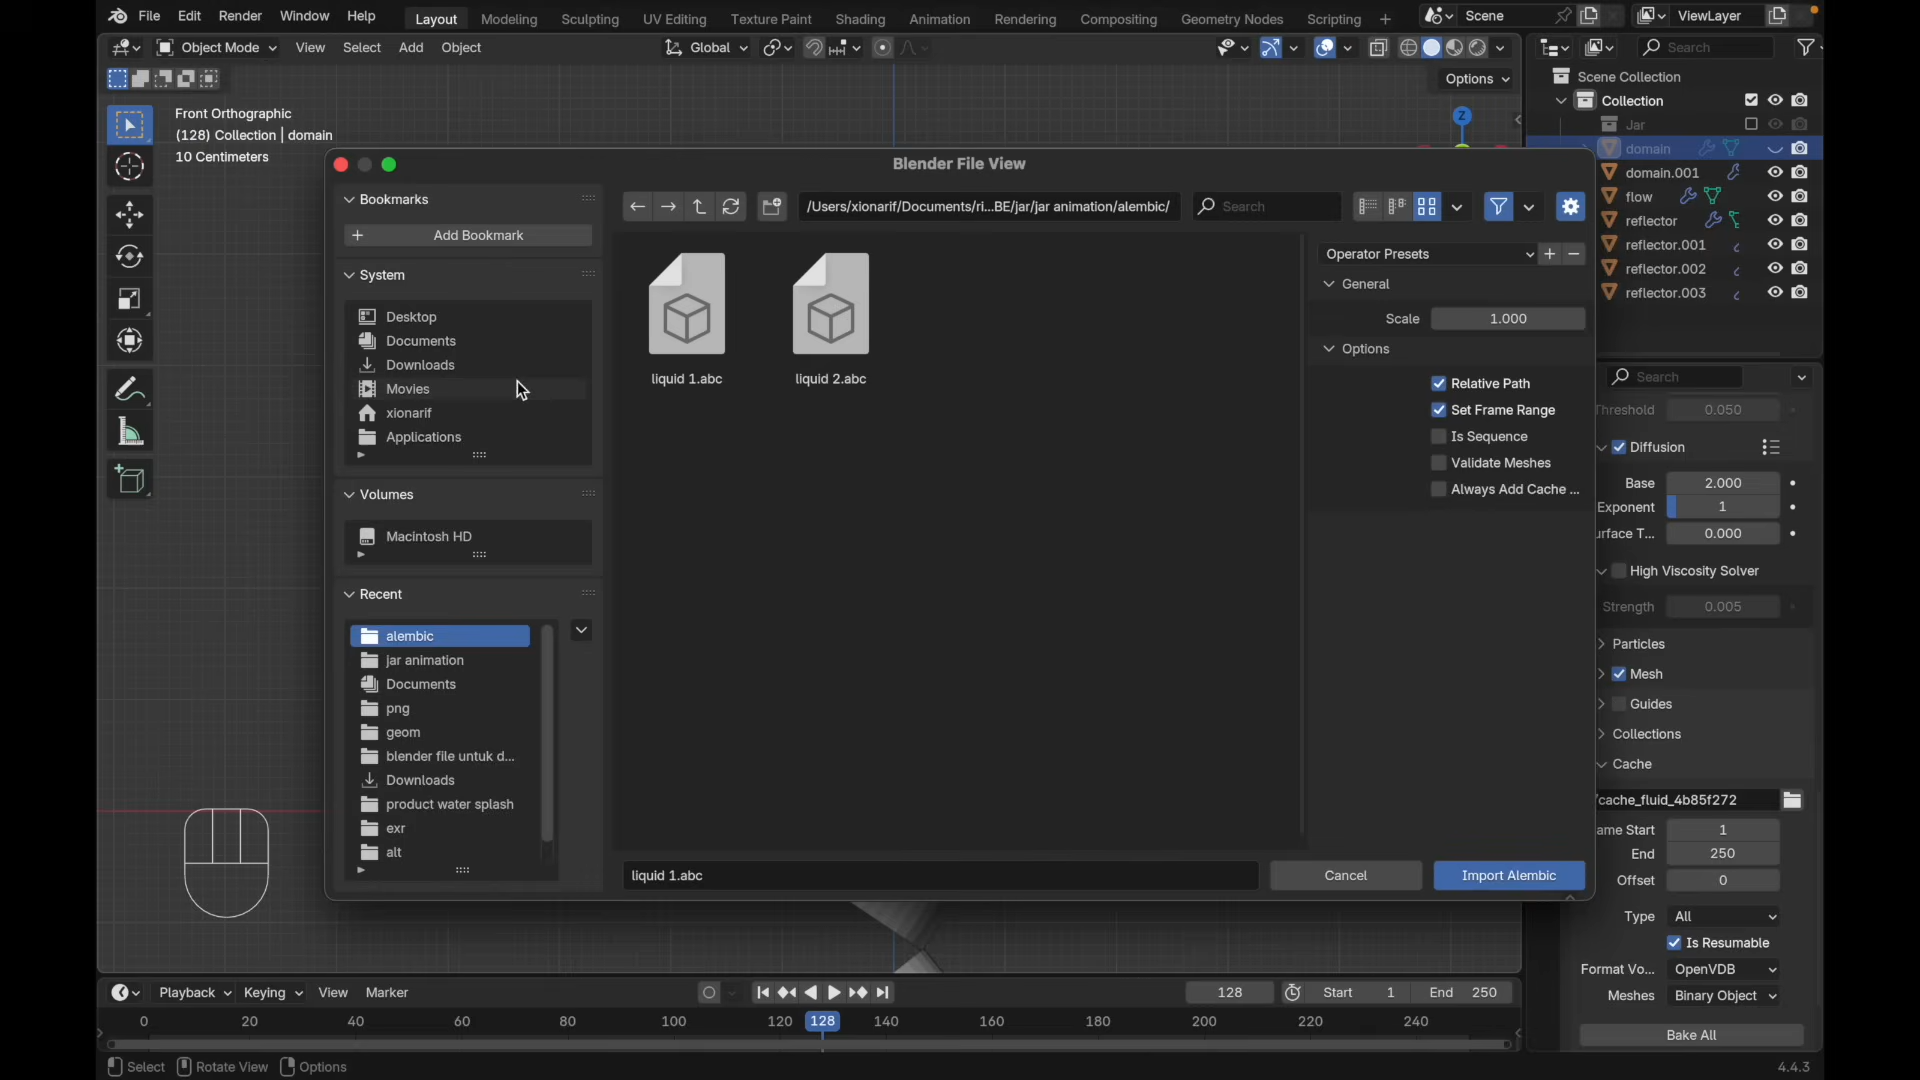 File Edit Render Window Help Layout Modeling Sculpting UV Editing Texture Paint Shading Animation Rendering Compositing Geometry Nodes Scripting + Scene ViewLayer
Object Mode View Select Add Object Global Search
Options
Front Orthographic
(128) Collection | domain
10 Centimeters
Z
Scene Collection
Collection
Jar
domain
domain.001
flow
reflector
reflector.001
reflector.002
reflector.003
Blender File View
Bookmarks
+ Add Bookmark
System
Desktop
Documents
Downloads
Movies
xionarif
Applications
Volumes
Macintosh HD
Recent
alembic
jar animation
Documents
png
geom
blender file untuk d...
Downloads
product water splash
exr
alt
/Users/xionarif/Documents/ri...BE/jar/jar animation/alembic/ Search
liquid 1.abc liquid 2.abc
Operator Presets
General
Scale 1.000
Options
Relative Path
Set Frame Range
Is Sequence
Validate Meshes
Always Add Cache ...
liquid 1.abc Cancel Import Alembic
Search
Threshold 0.050
Diffusion
Base 2.000
Exponent 1
urface T... 0.000
High Viscosity Solver
Strength 0.005
Particles
Mesh
Guides
Collections
Cache
/cache_fluid_4b85f272
ame Start 1
End 250
Offset 0
Type All
Is Resumable
Format Vo... OpenVDB
Meshes Binary Object
Bake All
Playback Keying View Marker 128 Start 1 End 250
0 20 40 60 80 100 120 128 140 160 180 200 220 240
Select Rotate View Options 4.4.3